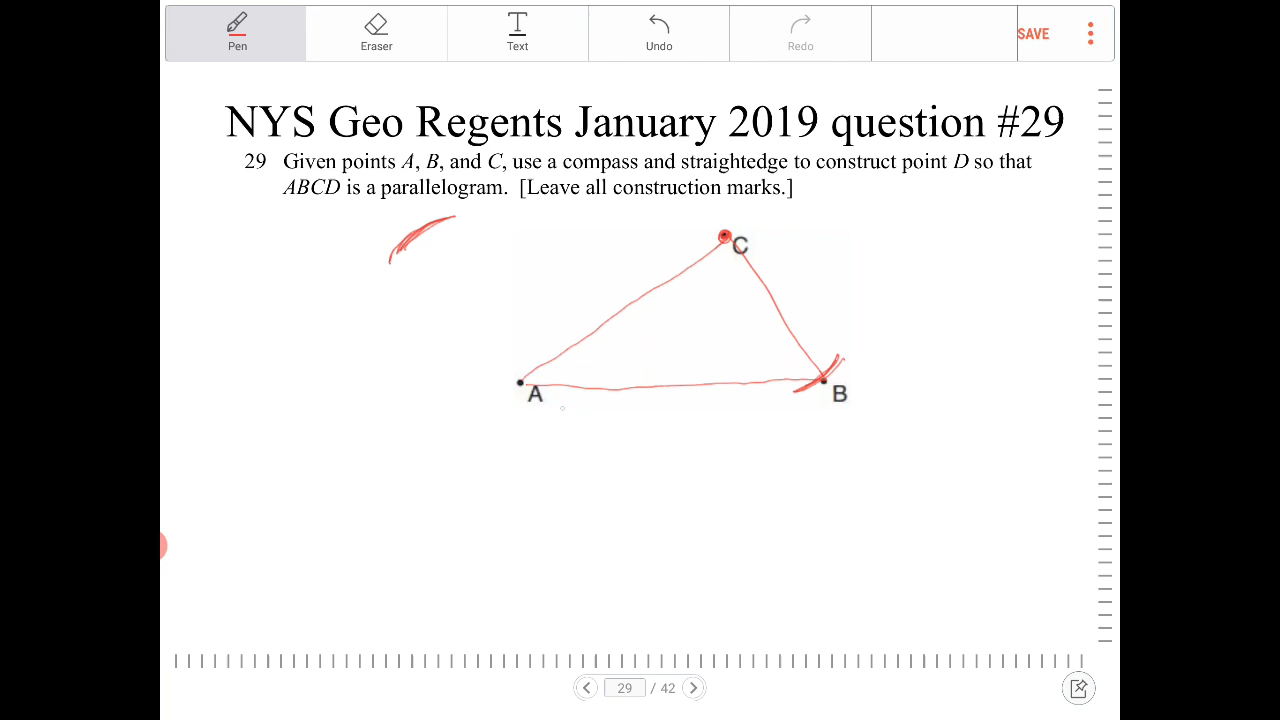 Pen
Eraser
Text
Undo
Redo
SAVE
NYS Geo Regents January 2019 question #29
29 Given points A, B, and C, use a compass and straightedge to construct point D so that
ABCD is a parallelogram. [Leave all construction marks.]
C
A
B
29 / 42